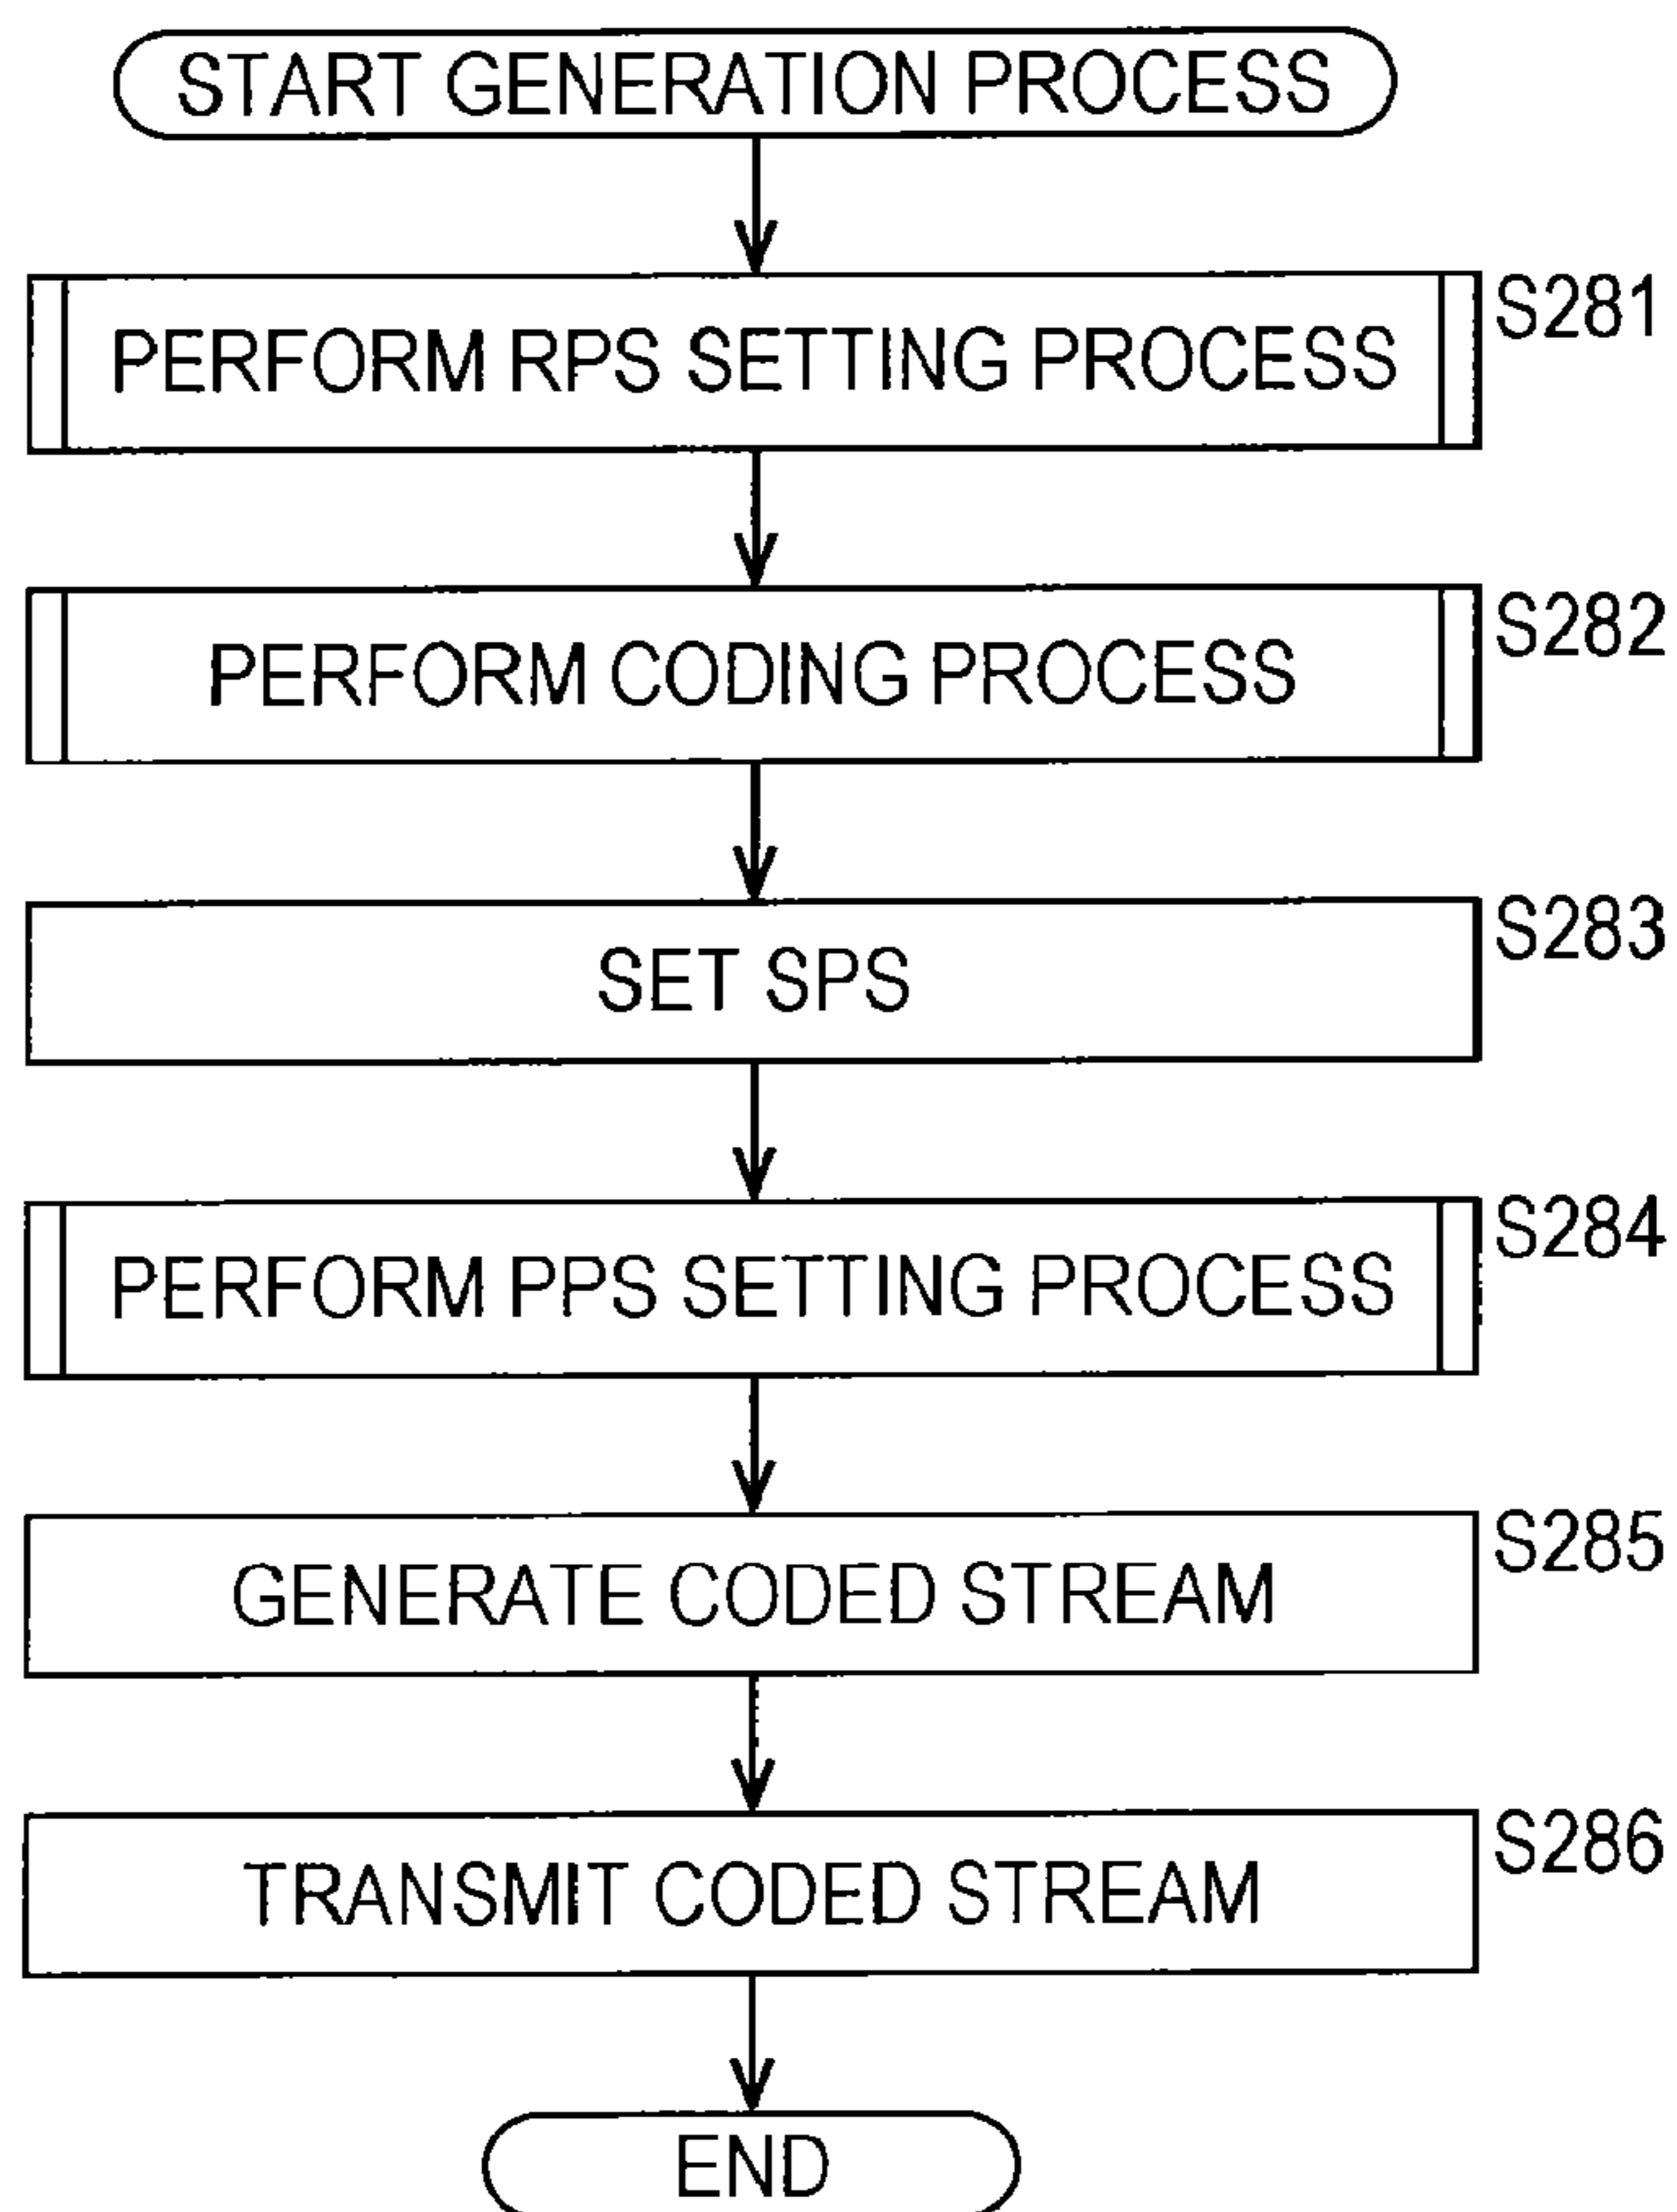 START GENERATION PROCESS
PERFORM RPS SETTING PROCESS
S281
PERFORM CODING PROCESS
S282
SET SPS
S283
PERFORM PPS SETTING PROCESS
S284
GENERATE CODED STREAM
S285
TRANSMIT CODED STREAM
S286
END